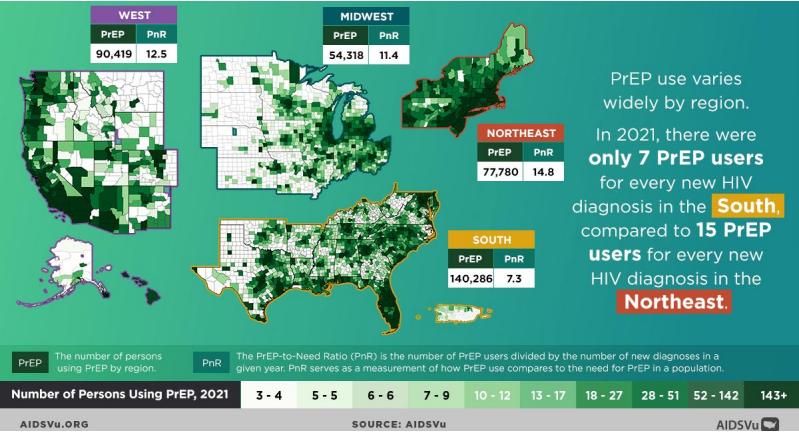 WEST
PrEP PnR
90,419 12.5
MIDWEST
PrEP PnR
54,318 11.4
NORTHEAST
PrEP PnR
77,780 14.8
SOUTH
PrEP PnR
140,286 7.3
PrEP use varies
widely by region.
In 2021, there were
only 7 PrEP users
for every new HIV
diagnosis in the South,
compared to 15 PrEP
users for every new
HIV diagnosis in the
Northeast.
PrEP
The number of persons
using PrEP by region.
PnR
The PrEP-to-Need Ratio (PnR) is the number of PrEP users divided by the number of new diagnoses in a
given year. PnR serves as a measurement of how PrEP use compares to the need for PrEP in a population.
Number of Persons Using PrEP, 2021 3 - 4 5 - 5 6 - 6 7 - 9 10 - 12 13 - 17 18 - 27 28 - 51 52 - 142 143+
AIDSVu.ORG SOURCE: AIDSVu AIDSVu